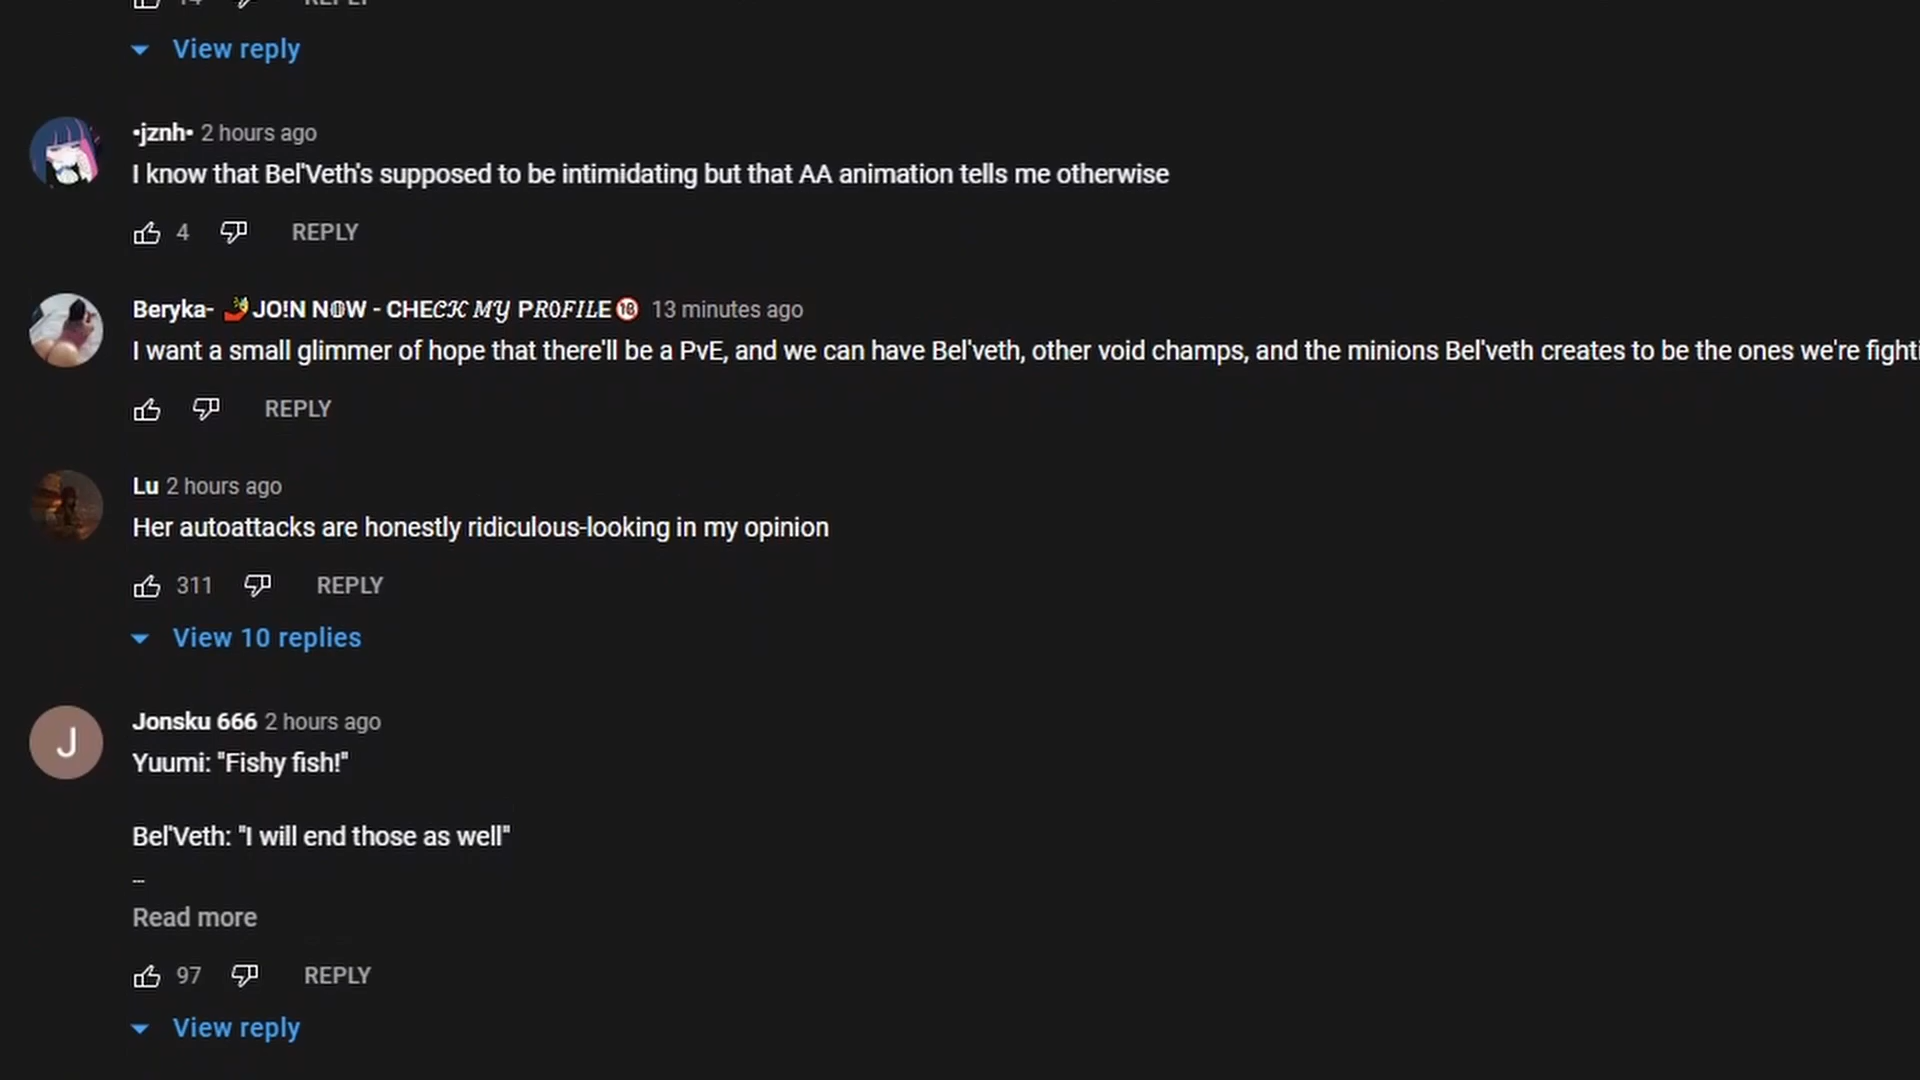 14 REPLY
View reply
•jznh• 2 hours ago
I know that Bel'Veth's supposed to be intimidating but that AA animation tells me otherwise
4 REPLY
Beryka- 💅JO!N N𝕆W - CHE𝓒𝓚 𝓜𝓨 P𝑅0𝐹𝐼𝐿E🔞 13 minutes ago
I want a small glimmer of hope that there'll be a PvE, and we can have Bel'veth, other void champs, and the minions Bel'veth creates to be the ones we're fighti
REPLY
Lu 2 hours ago
Her autoattacks are honestly ridiculous-looking in my opinion
311 REPLY
View 10 replies
J
Jonsku 666 2 hours ago
Yuumi: "Fishy fish!"
Bel'Veth: "I will end those as well"
...
Read more
97 REPLY
View reply